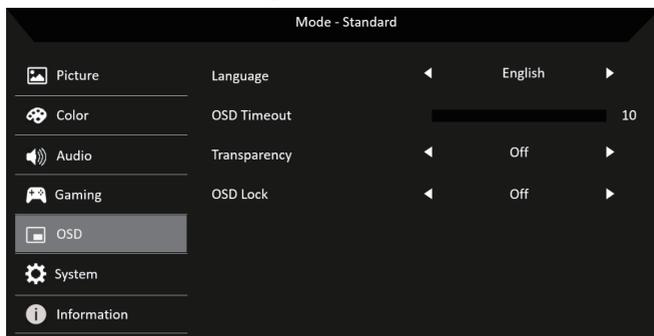 Mode - Standard
Picture
Language English
Color
OSD Timeout 10
Audio
Transparency Off
Gaming
OSD Lock Off
OSD
System
Information